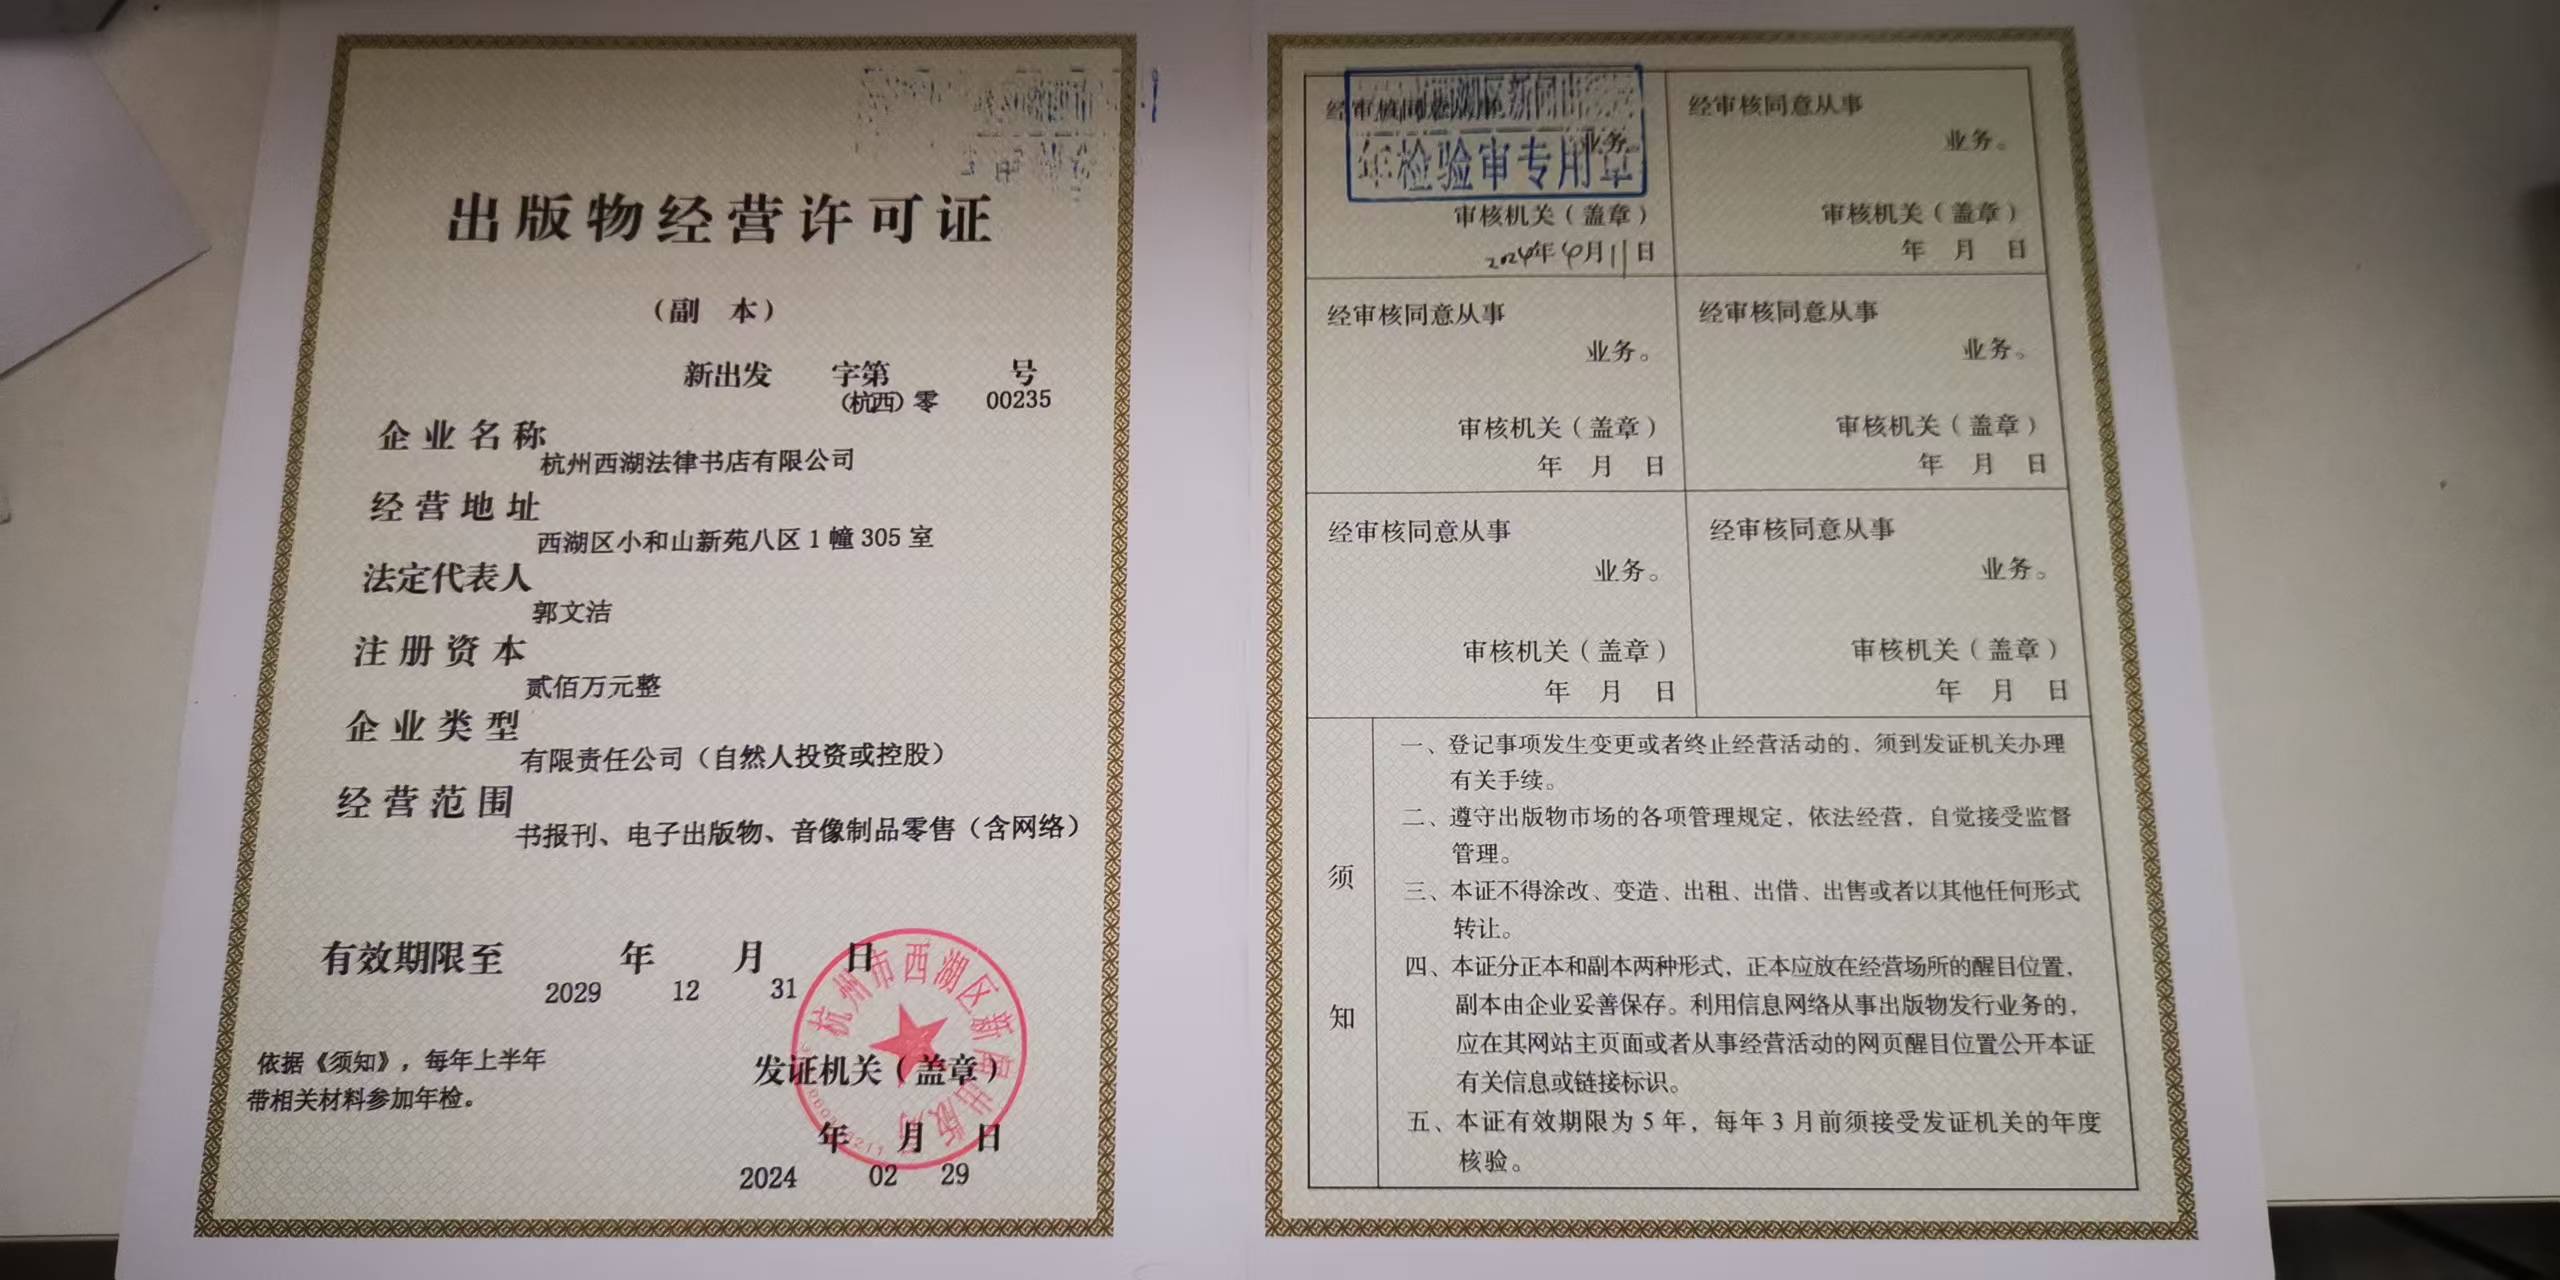 出版物经营许可证
（副 本）
新出发 字第 号
（杭西）零 00235
企业名称
杭州西湖法律书店有限公司
经营地址
西湖区小和山新苑八区1幢305室
法定代表人
郭文洁
注册资本
贰佰万元整
企业类型
有限责任公司（自然人投资或控股）
经营范围
书报刊、电子出版物、音像制品零售（含网络）
有效期限至 年 月 日
2029 12 31
依据《须知》，每年上半年
带相关材料参加年检。
发证机关（盖章）
年 月 日
2024 02 29
杭州市西湖区新闻出版局
经审核同意从事
业务。
年检验审专用章
审核机关（盖章）
2024年4月11日
经审核同意从事
业务。
审核机关（盖章）
年 月 日
经审核同意从事
业务。
审核机关（盖章）
年 月 日
经审核同意从事
业务。
审核机关（盖章）
年 月 日
经审核同意从事
业务。
审核机关（盖章）
年 月 日
经审核同意从事
业务。
审核机关（盖章）
年 月 日
须知
一、登记事项发生变更或者终止经营活动的，须到发证机关办理
有关手续。
二、遵守出版物市场的各项管理规定，依法经营，自觉接受监督
管理。
三、本证不得涂改、变造、出租、出借、出售或者以其他任何形式
转让。
四、本证分正本和副本两种形式，正本应放在经营场所的醒目位置，
副本由企业妥善保存。利用信息网络从事出版物发行业务的，
应在其网站主页面或者从事经营活动的网页醒目位置公开本证
有关信息或链接标识。
五、本证有效期限为5年，每年3月前须接受发证机关的年度
核验。